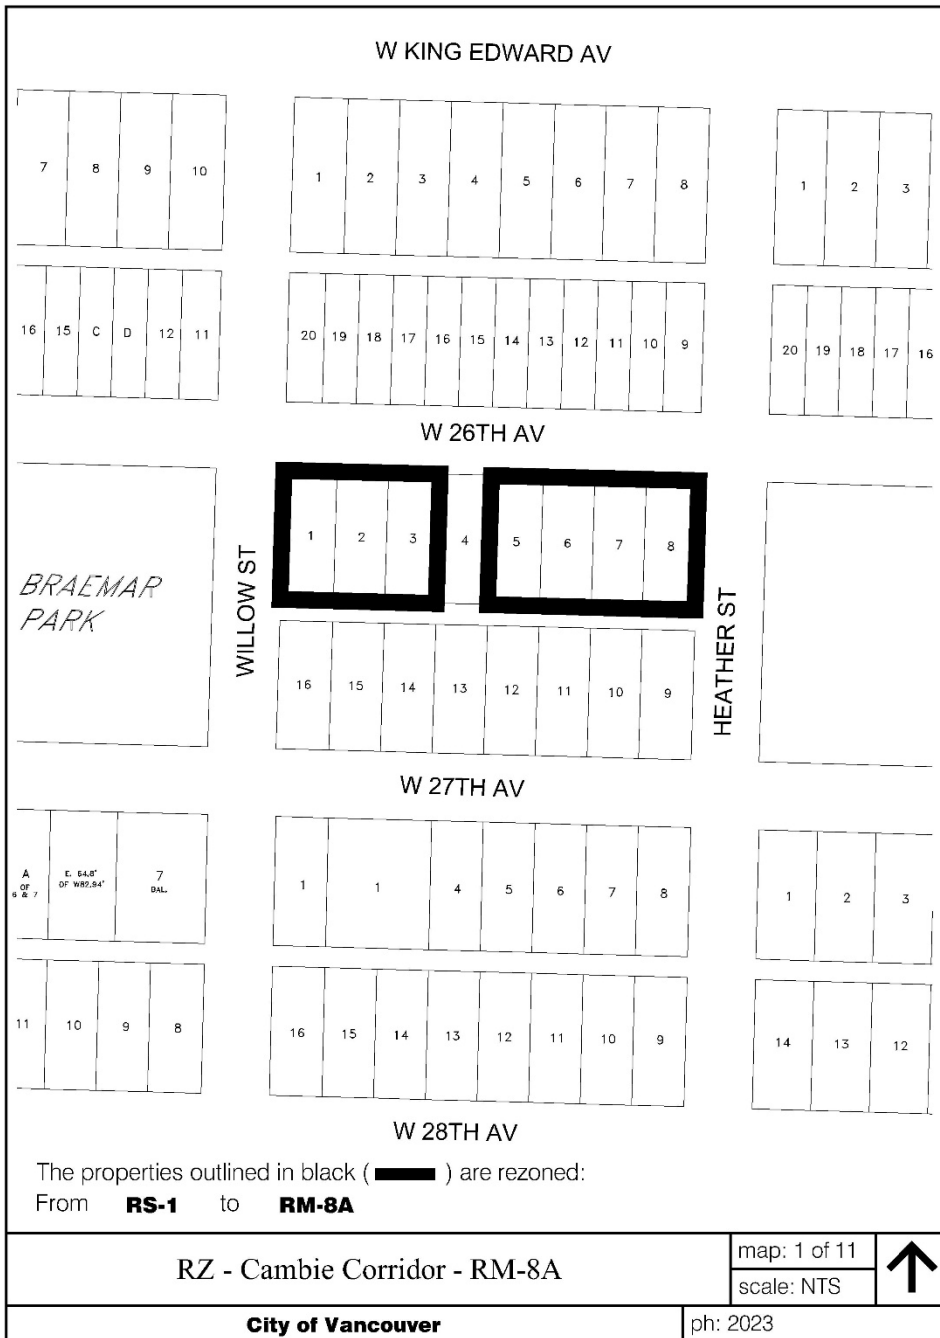 W KING EDWARD AV
7 8 9 10
1 2 3 4 5 6 7 8
1 2 3
16 15 C D 12 11
20 19 18 17 16 15 14 13 12 11 10 9
20 19 18 17 16
W 26TH AV
BRAEMAR
PARK
WILLOW ST
1 2 3 4 5 6 7 8
16 15 14 13 12 11 10 9
HEATHER ST
W 27TH AV
A
OF
6 & 7
E. 54.8'
OF W82.94'
7
BAL.
1 1 4 5 6 7 8
1 2 3
11 10 9 8
16 15 14 13 12 11 10 9
14 13 12
W 28TH AV
The properties outlined in black ( ) are rezoned:
From RS-1 to RM-8A
RZ - Cambie Corridor - RM-8A
map: 1 of 11
scale: NTS
City of Vancouver
ph: 2023